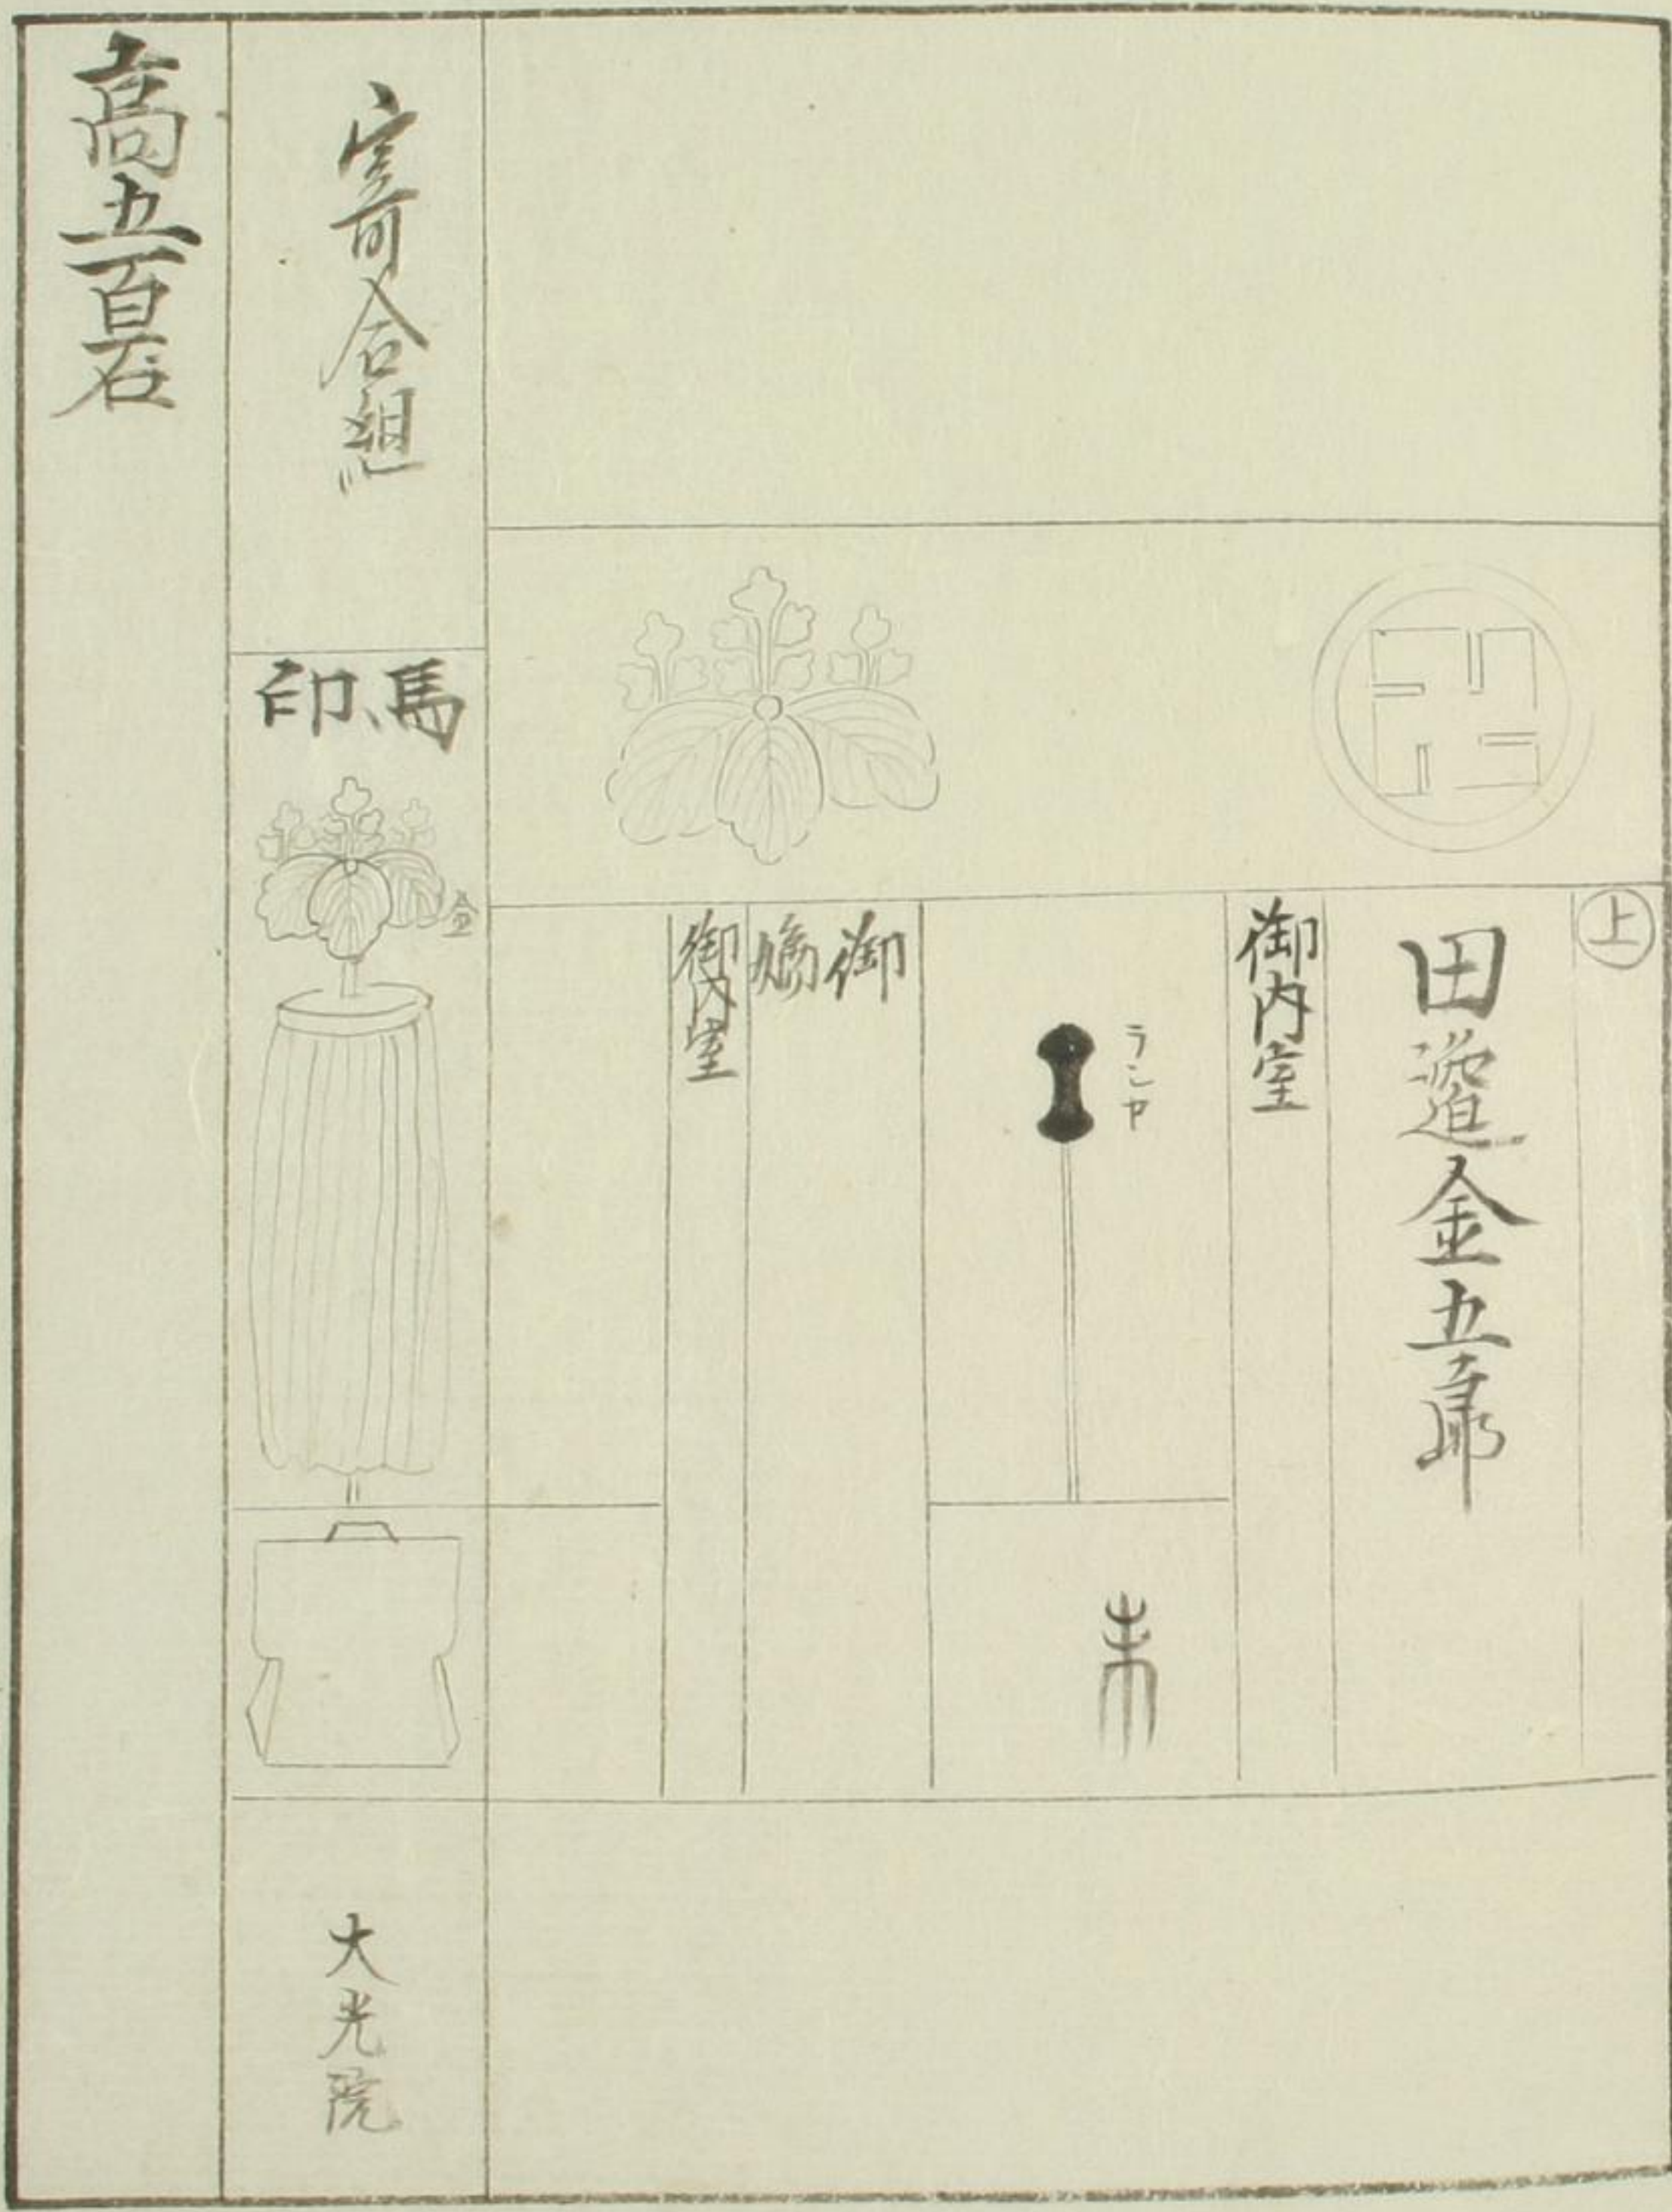 上
田邉金五郎
御内室
ラシヤ
御嫡
御内室
寄合組
馬印
金
大光院
高五百石